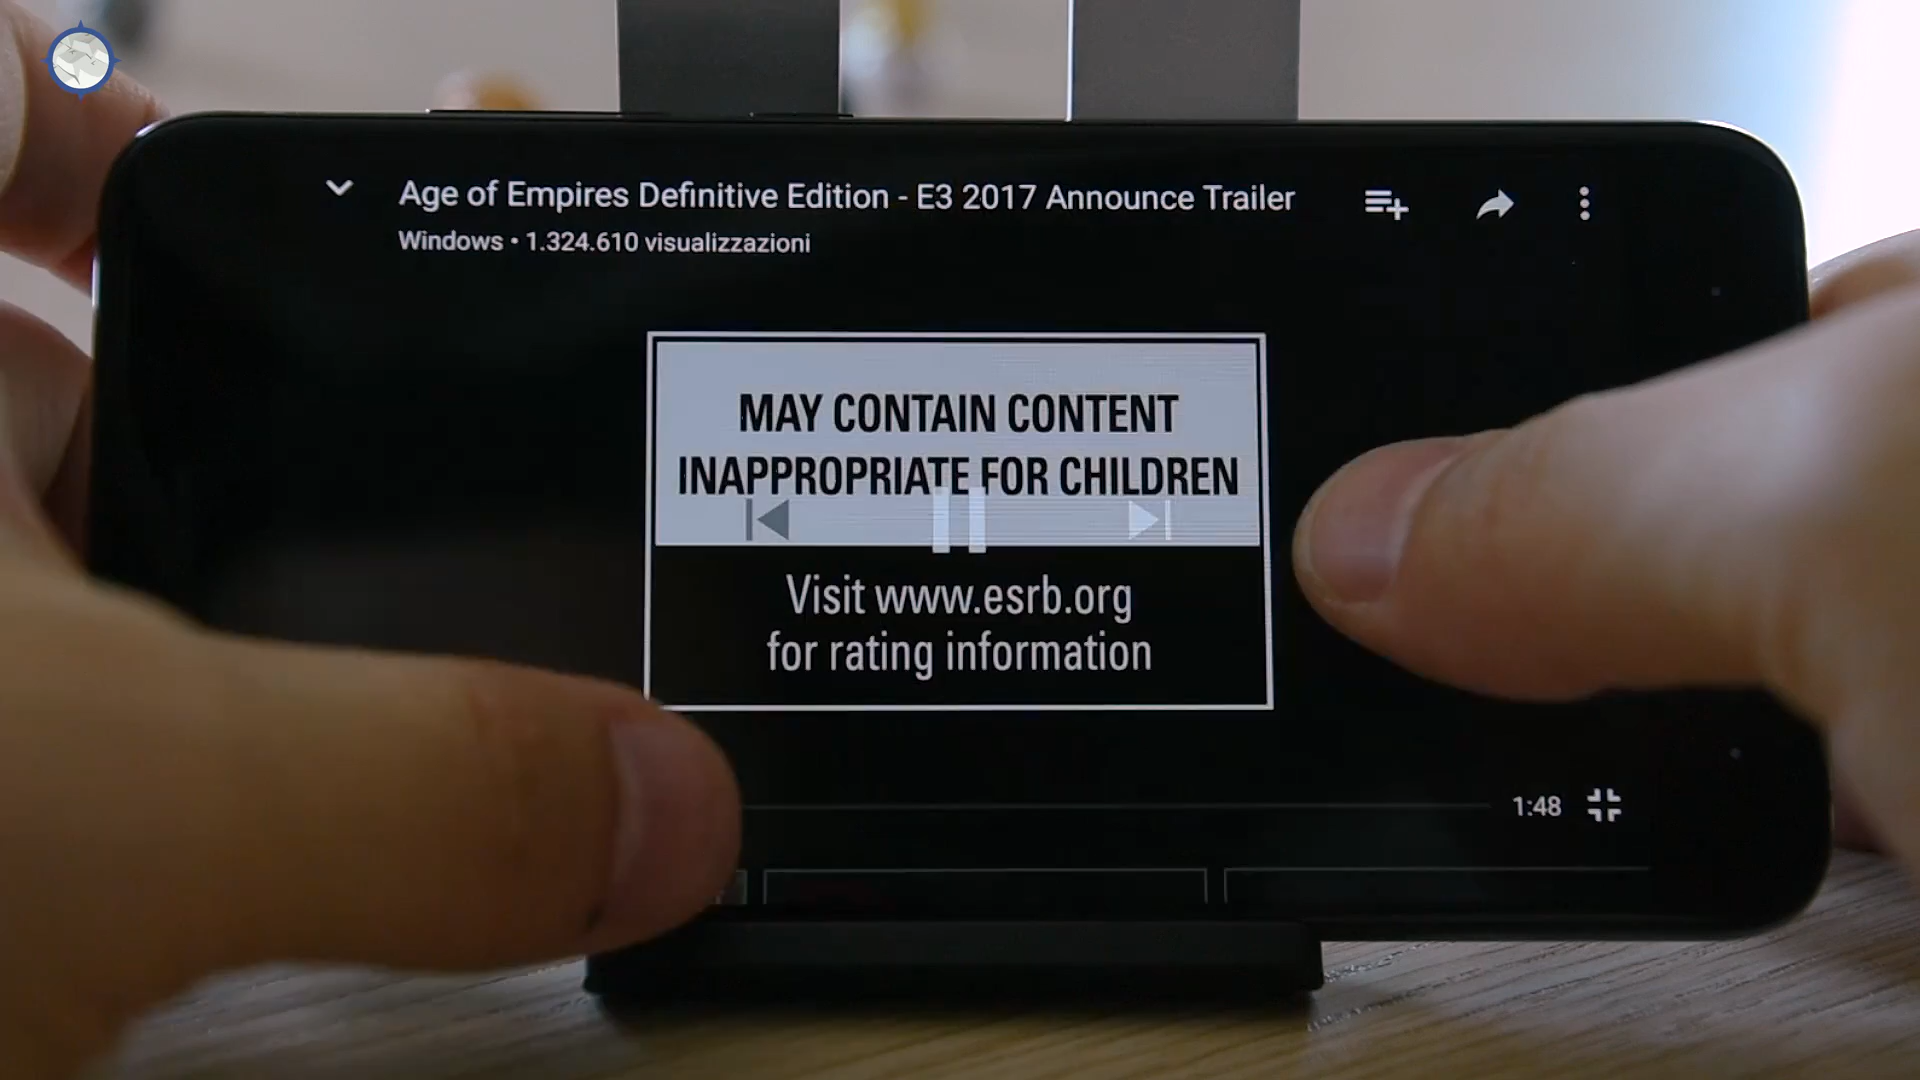 Age of Empires Definitive Edition - E3 2017 Announce Trailer
Windows • 1.324.610 visualizzazioni
MAY CONTAIN CONTENT
INAPPROPRIATE FOR CHILDREN
Visit www.esrb.org
for rating information
1:48